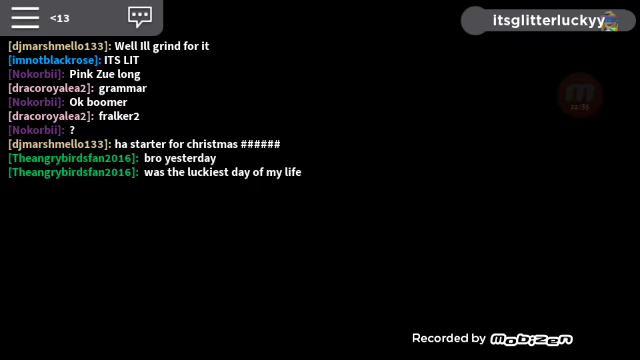 <13
itsglitterluckyy
[djmarshmello133]: Well Ill grind for it
[imnotblackrose]: ITS LIT
[Nokorbii]: Pink Zue long
[dracoroyalea2]: grammar
[Nokorbii]: Ok boomer
[dracoroyalea2]: fralker2
[Nokorbii]: ?
[djmarshmello133]: ha starter for christmas ######
[Theangrybirdsfan2016]: bro yesterday
[Theangrybirdsfan2016]: was the luckiest day of my life
22:35
Recorded by mobizen